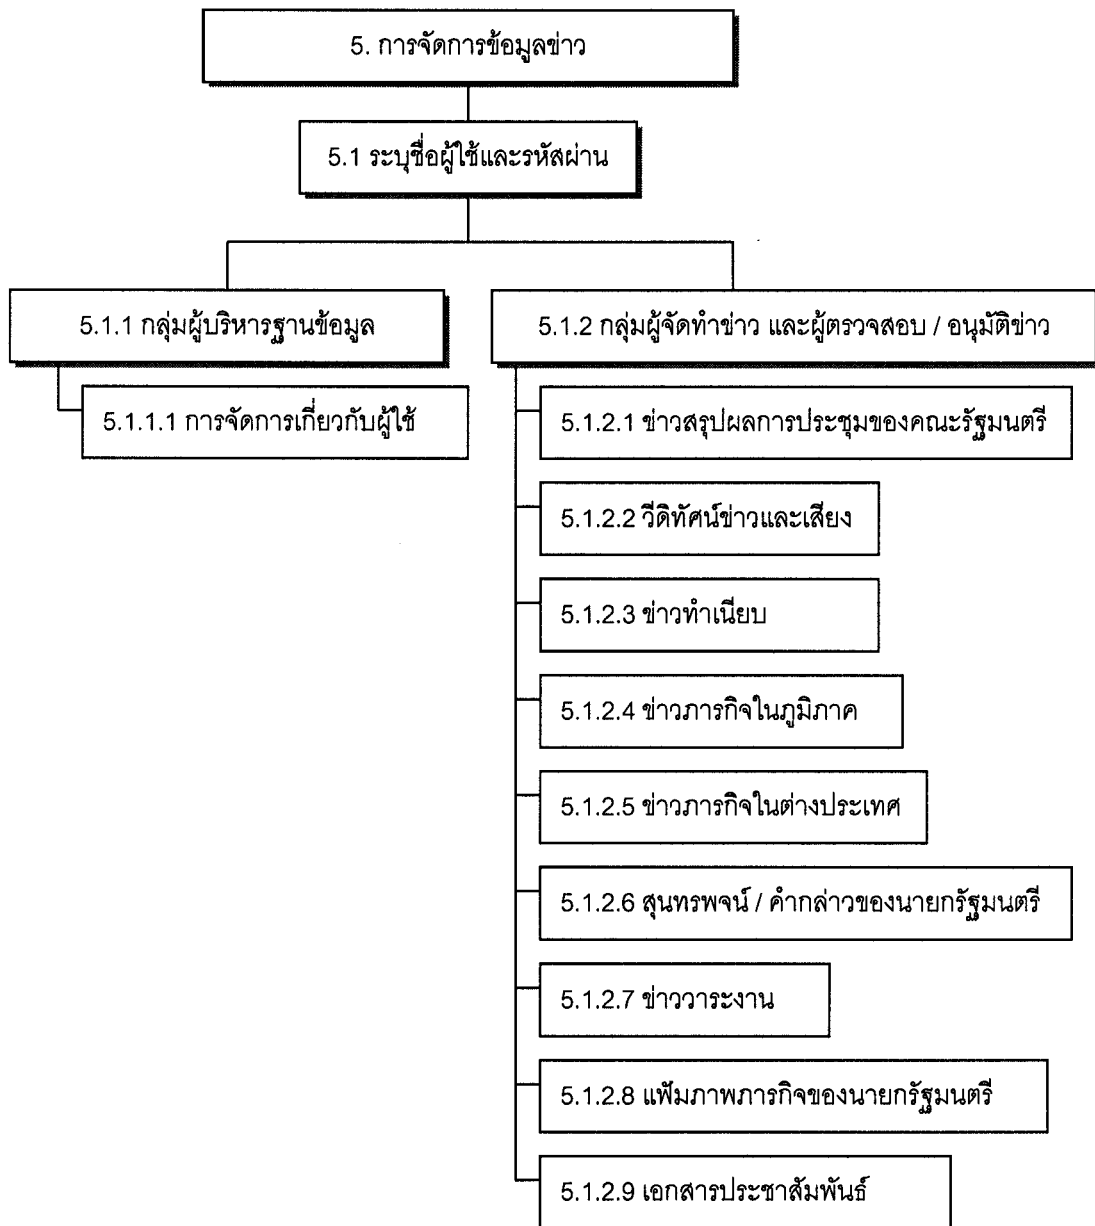 5. การจัดการข้อมูลข่าว
5.1 ระบุชื่อผู้ใช้และรหัสผ่าน
5.1.1 กลุ่มผู้บริหารฐานข้อมูล
5.1.2 กลุ่มผู้จัดทำข่าว และผู้ตรวจสอบ / อนุมัติข่าว
5.1.1.1 การจัดการเกี่ยวกับผู้ใช้
5.1.2.1 ข่าวสรุปผลการประชุมของคณะรัฐมนตรี
5.1.2.2 วีดิทัศน์ข่าวและเสียง
5.1.2.3 ข่าวทำเนียบ
5.1.2.4 ข่าวภารกิจในภูมิภาค
5.1.2.5 ข่าวภารกิจในต่างประเทศ
5.1.2.6 สุนทรพจน์ / คำกล่าวของนายกรัฐมนตรี
5.1.2.7 ข่าววาระงาน
5.1.2.8 แฟ้มภาพภารกิจของนายกรัฐมนตรี
5.1.2.9 เอกสารประชาสัมพันธ์